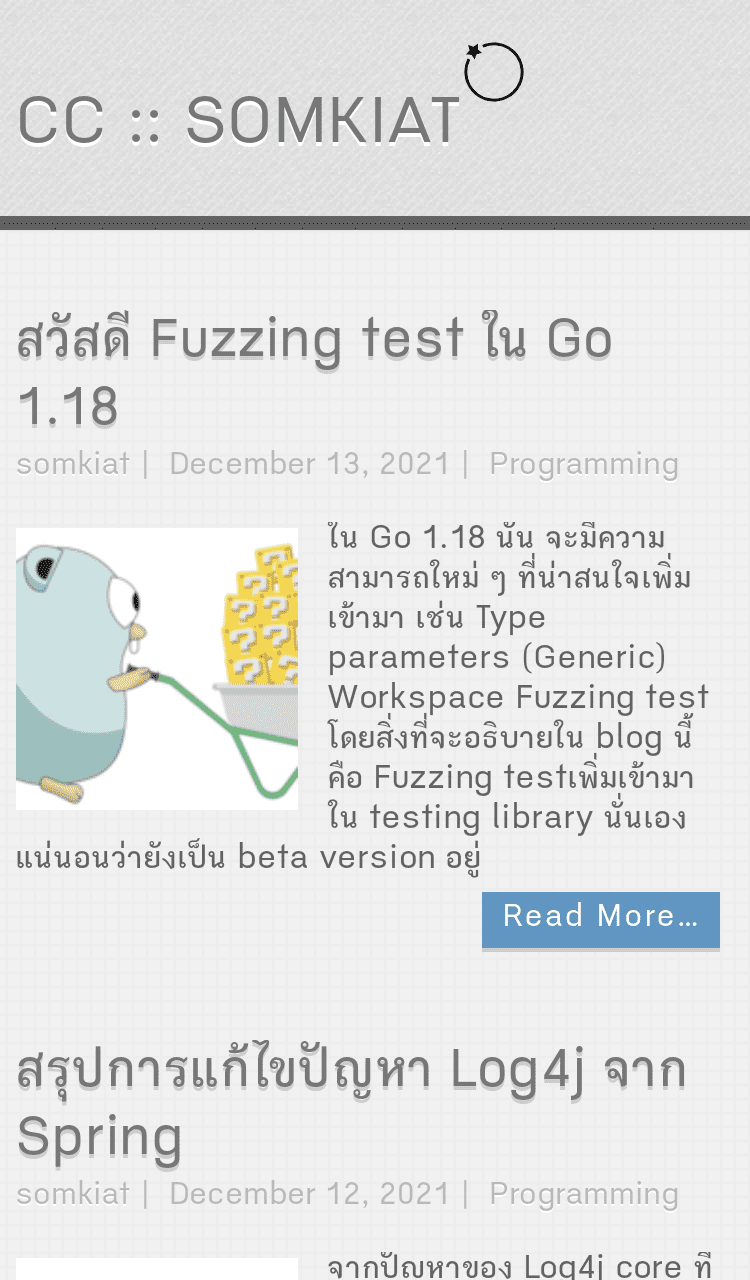 CC :: SOMKIAT
สวัสดี Fuzzing test ใน Go
1.18
somkiat | December 13, 2021 | Programming
ใน Go 1.18 นั้น จะมีความ
สามารถใหม่ ๆ ที่น่าสนใจเพิ่ม
เข้ามา เช่น Type
parameters (Generic)
Workspace Fuzzing test
โดยสิ่งที่จะอธิบายใน blog นี้
คือ Fuzzing testเพิ่มเข้ามา
ใน testing library นั่นเอง
แน่นอนว่ายังเป็น beta version อยู่
Read More...
สรุปการแก้ไขปัญหา Log4j จาก
Spring
somkiat | December 12, 2021 | Programming
จากปัญหาของ Log4j core ที่